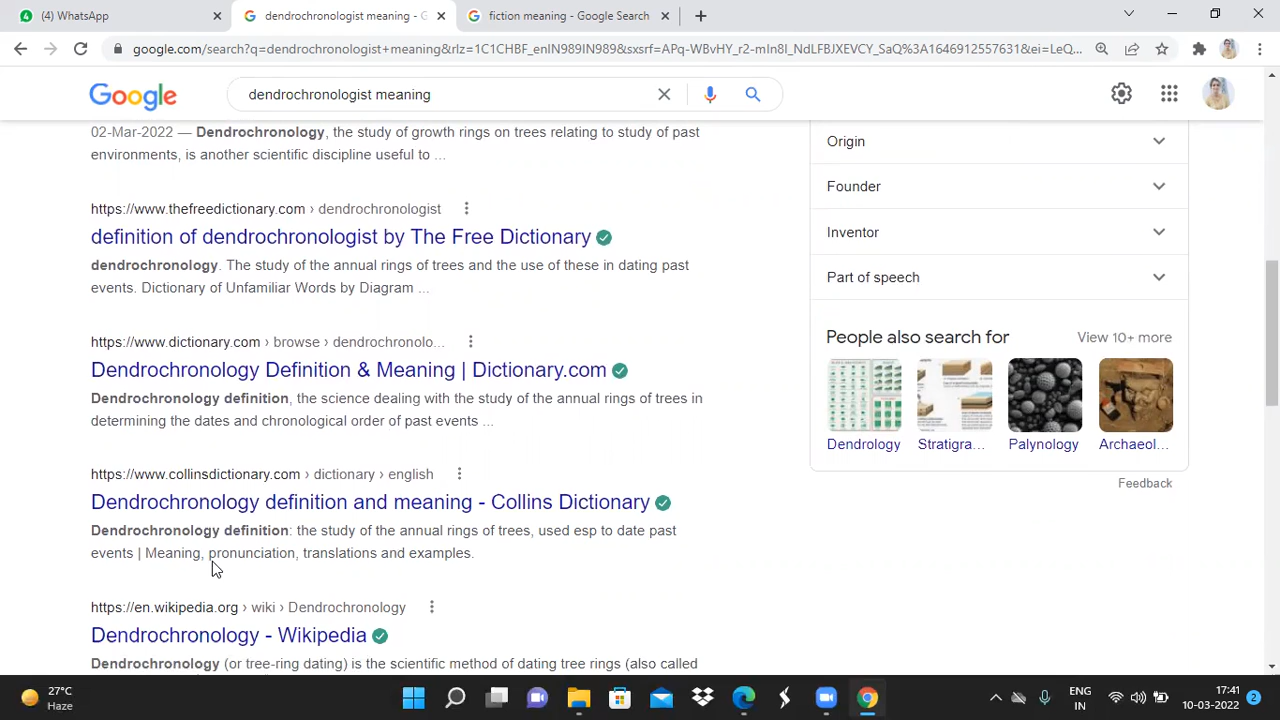 (4) WhatsApp
dendrochronologist meaning - G
fiction meaning - Google Search
google.com/search?q=dendrochronologist+meaning&rlz=1C1CHBF_enIN989IN989&sxsrf=APq-WBvHY_r2-mIn8I_NdLFBJXEVCY_SaQ%3A1646912557631&ei=LeQ...
Google
dendrochronologist meaning
02-Mar-2022 — Dendrochronology, the study of growth rings on trees relating to study of past
environments, is another scientific discipline useful to ...
https://www.thefreedictionary.com › dendrochronologist
definition of dendrochronologist by The Free Dictionary
dendrochronology. The study of the annual rings of trees and the use of these in dating past
events. Dictionary of Unfamiliar Words by Diagram ...
https://www.dictionary.com › browse › dendrochronolo...
Dendrochronology Definition & Meaning | Dictionary.com
Dendrochronology definition, the science dealing with the study of the annual rings of trees in
determining the dates and chronological order of past events ...
https://www.collinsdictionary.com › dictionary › english
Dendrochronology definition and meaning - Collins Dictionary
Dendrochronology definition: the study of the annual rings of trees, used esp to date past
events | Meaning, pronunciation, translations and examples.
https://en.wikipedia.org › wiki › Dendrochronology
Dendrochronology - Wikipedia
Dendrochronology (or tree-ring dating) is the scientific method of dating tree rings (also called
Origin
Founder
Inventor
Part of speech
People also search for
View 10+ more
Dendrology
Stratigra...
Palynology
Archaeol...
Feedback
27°C
Haze
ENG
IN
17:41
10-03-2022
2